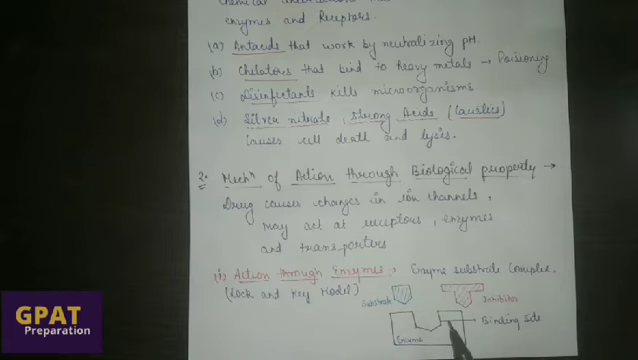 enzymes and Receptors.
(a) Antacids that work by neutralizing pH.
(b) Chelators that bind to heavy metals → Poisoning
(c) Disinfectants kills microorganisms
(d) Silver nitrate, strong Acids (Caustics)
causes cell death and lysis.
2. Mechⁿ of Action through Biological property →
Drug causes changes in ion channels,
may act at receptors, enzymes
and transporters
(i) Action through Enzymes → Enzyme substrate complex
(Lock and Key Model)
Substrate
Inhibitor
Binding Site
Enzyme
GPAT
Preparation